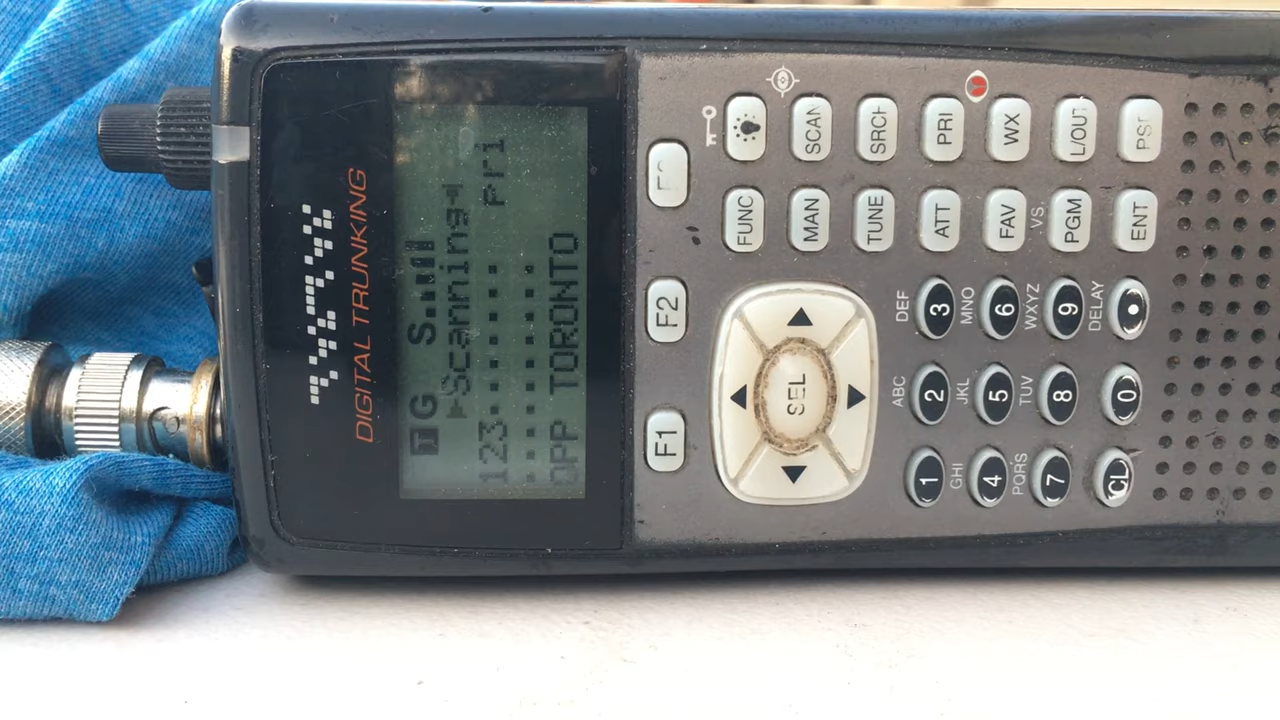 DIGITAL TRUNKING
T G S
►Scanning◄
123....... Pri
...........
OPP TORONTO
F1 F2
SEL
FUNC SCAN SRCH PRI WX L/OUT
MAN TUNE ATT FAV VS. PGM ENT
1 2 ABC 3 DEF
4 GHI 5 JKL 6 MNO
7 PQRS 8 TUV 9 WXYZ
CL 0 DELAY